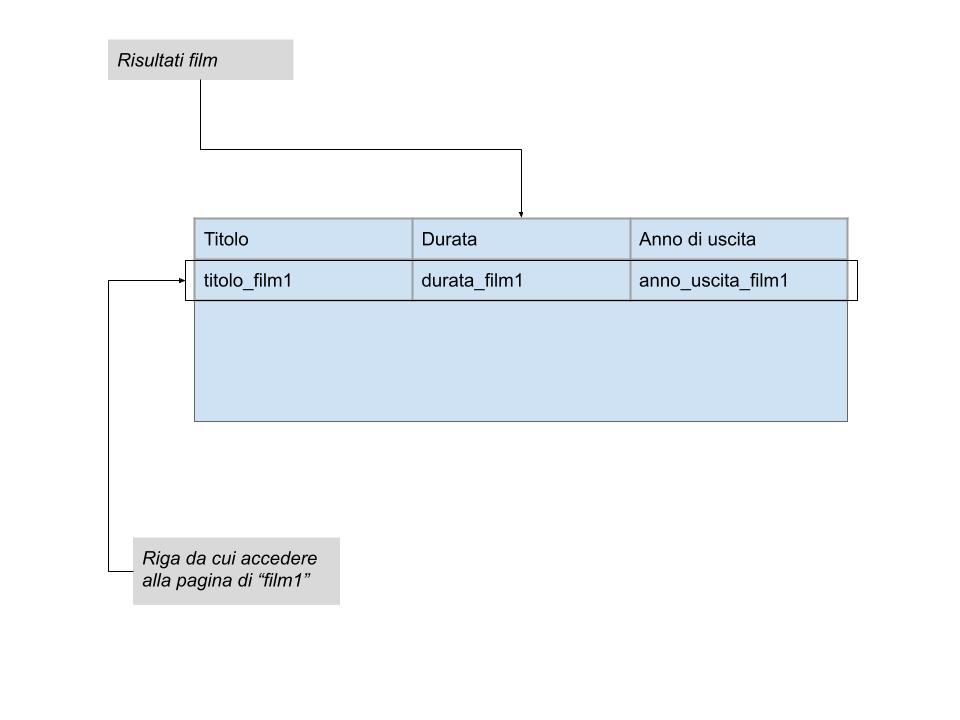 Risultati film
Titolo Durata Anno di uscita
titolo_film1 durata_film1 anno_uscita_film1
Riga da cui accedere
alla pagina di “film1”